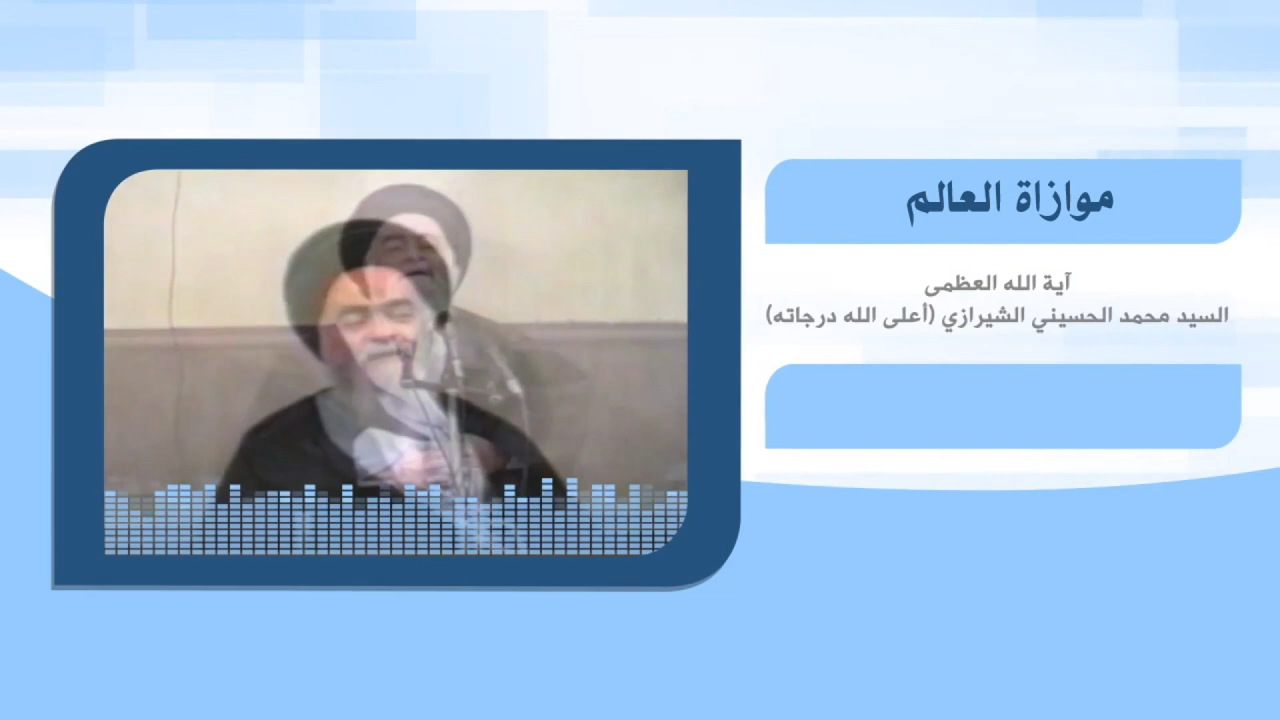 موازاة العالم
آية الله العظمى
السيد محمد الحسيني الشيرازي (أعلى الله درجاته)